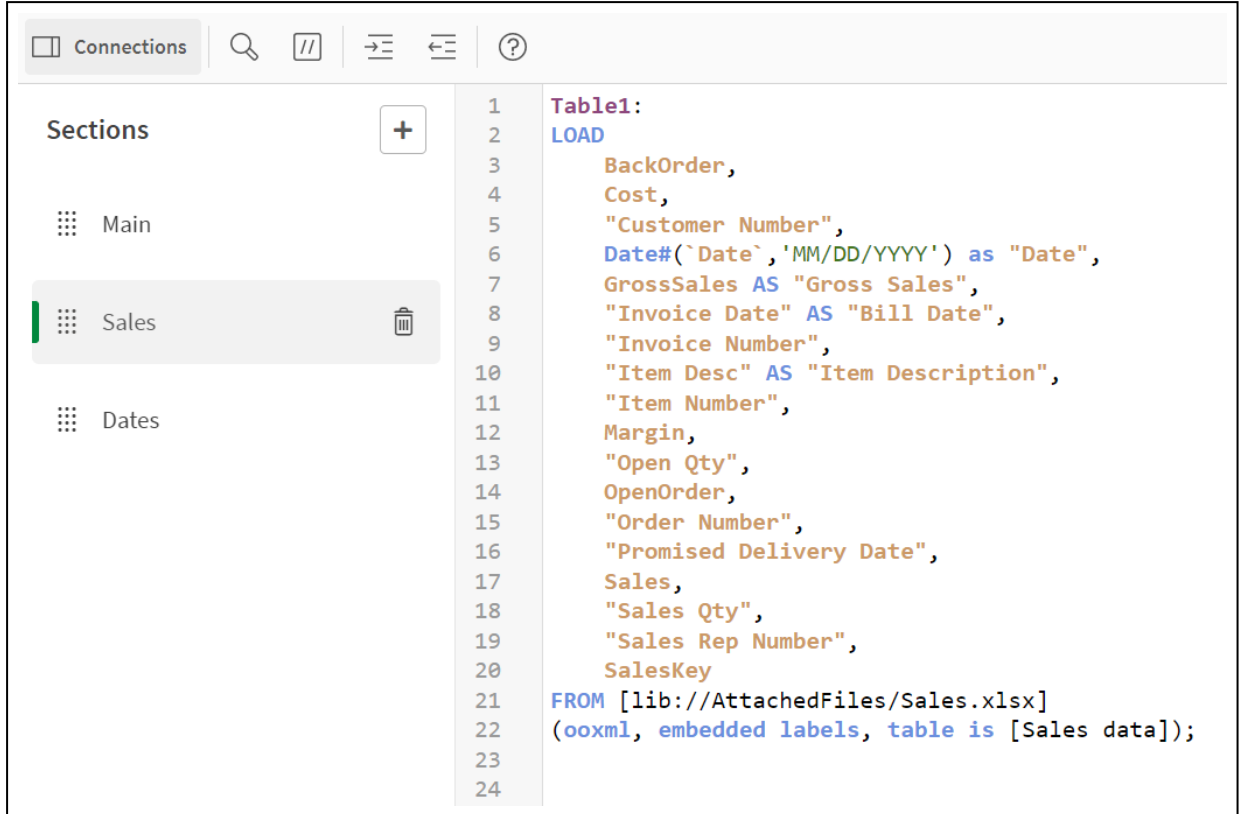 Connections //
Sections +
Main
Sales
Dates
1 Table1:
2 LOAD
3 BackOrder,
4 Cost,
5 "Customer Number",
6 Date#(`Date`,'MM/DD/YYYY') as "Date",
7 GrossSales AS "Gross Sales",
8 "Invoice Date" AS "Bill Date",
9 "Invoice Number",
10 "Item Desc" AS "Item Description",
11 "Item Number",
12 Margin,
13 "Open Qty",
14 OpenOrder,
15 "Order Number",
16 "Promised Delivery Date",
17 Sales,
18 "Sales Qty",
19 "Sales Rep Number",
20 SalesKey
21 FROM [lib://AttachedFiles/Sales.xlsx]
22 (ooxml, embedded labels, table is [Sales data]);
23
24